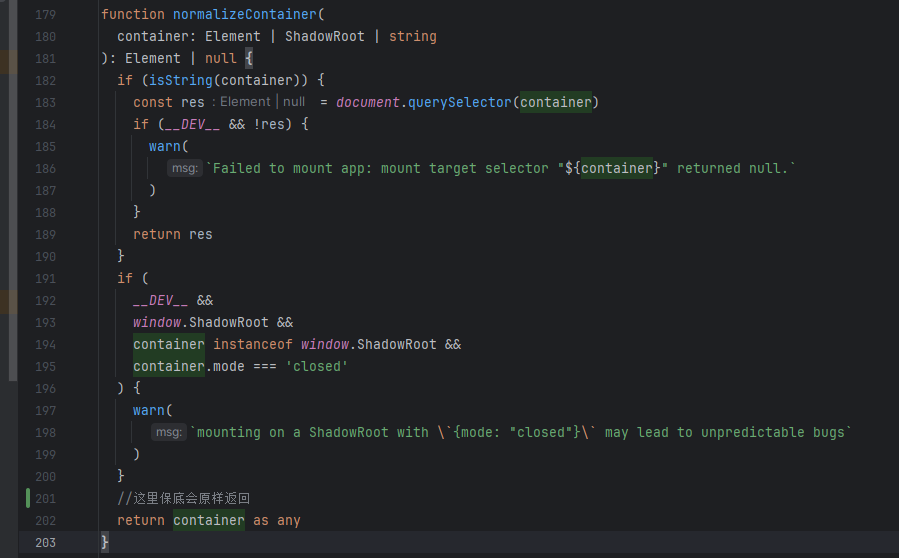 179 function normalizeContainer(
180 container: Element | ShadowRoot | string
181 ): Element | null {
182 if (isString(container)) {
183 const res : Element | null = document.querySelector(container)
184 if (__DEV__ && !res) {
185 warn(
186 msg: `Failed to mount app: mount target selector "${container}" returned null.`
187 )
188 }
189 return res
190 }
191 if (
192 __DEV__ &&
193 window.ShadowRoot &&
194 container instanceof window.ShadowRoot &&
195 container.mode === 'closed'
196 ) {
197 warn(
198 msg: `mounting on a ShadowRoot with \`{mode: "closed"}\` may lead to unpredictable bugs`
199 )
200 }
201 //这里保底会原样返回
202 return container as any
203 }